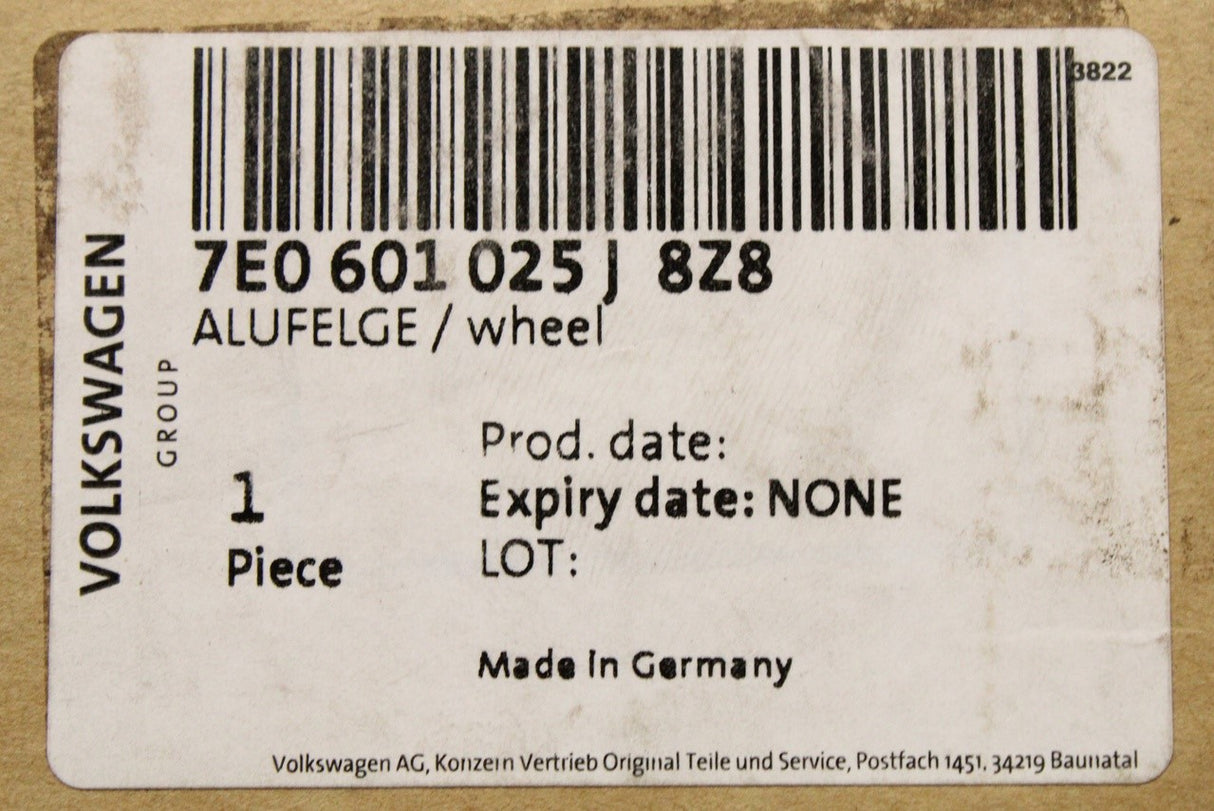 3822
7E0 601 025 J 8Z8
ALUFELGE / wheel
VOLKSWAGEN
GROUP
Prod. date:
1
Expiry date: NONE
Piece
LOT:
Made in Germany
Volkswagen AG, Konzern Vertrieb Original Teile und Service, Postfach 1451, 34219 Baunatal